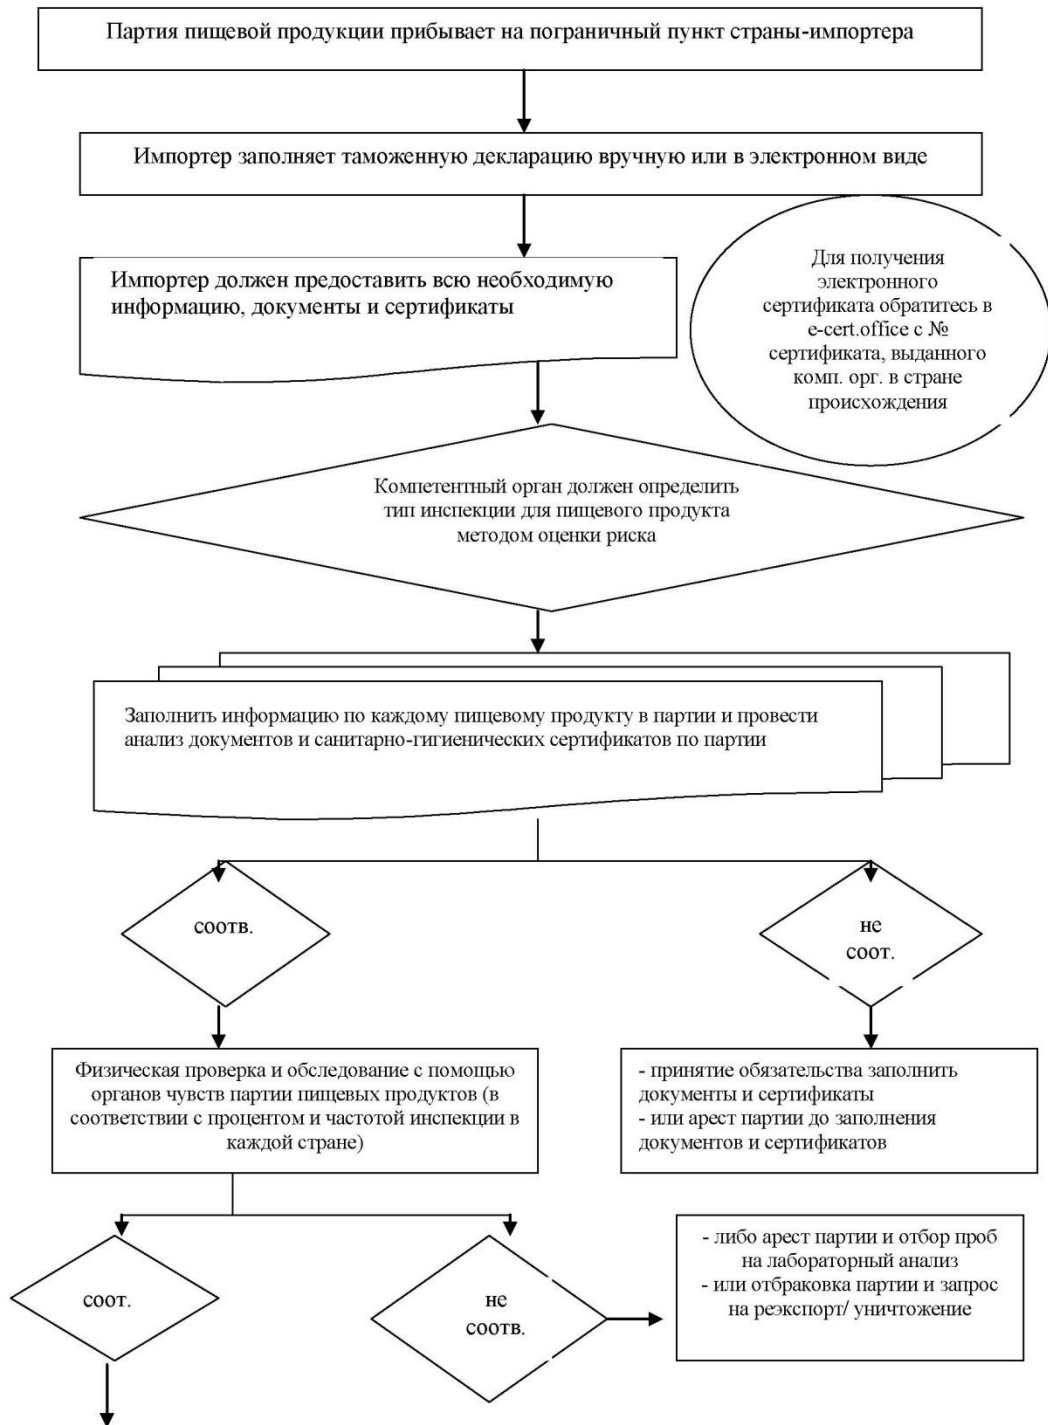 Партия пищевой продукции прибывает на пограничный пункт страны-импортера
Импортер заполняет таможенную декларацию вручную или в электронном виде
Импортер должен предоставить всю необходимую
информацию, документы и сертификаты
Для получения
электронного
сертификата обратитесь в
e-cert.office с №
сертификата, выданного
комп. орг. в стране
происхождения
Компетентный орган должен определить
тип инспекции для пищевого продукта
методом оценки риска
Заполнить информацию по каждому пищевому продукту в партии и провести
анализ документов и санитарно-гигиенических сертификатов по партии
соотв.
не
соот.
Физическая проверка и обследование с помощью
органов чувств партии пищевых продуктов (в
соответствии с процентом и частотой инспекции в
каждой стране)
- принятие обязательства заполнить
документы и сертификаты
- или арест партии до заполнения
документов и сертификатов
соот.
не
соотв.
- либо арест партии и отбор проб
на лабораторный анализ
- или отбраковка партии и запрос
на реэкспорт/ уничтожение